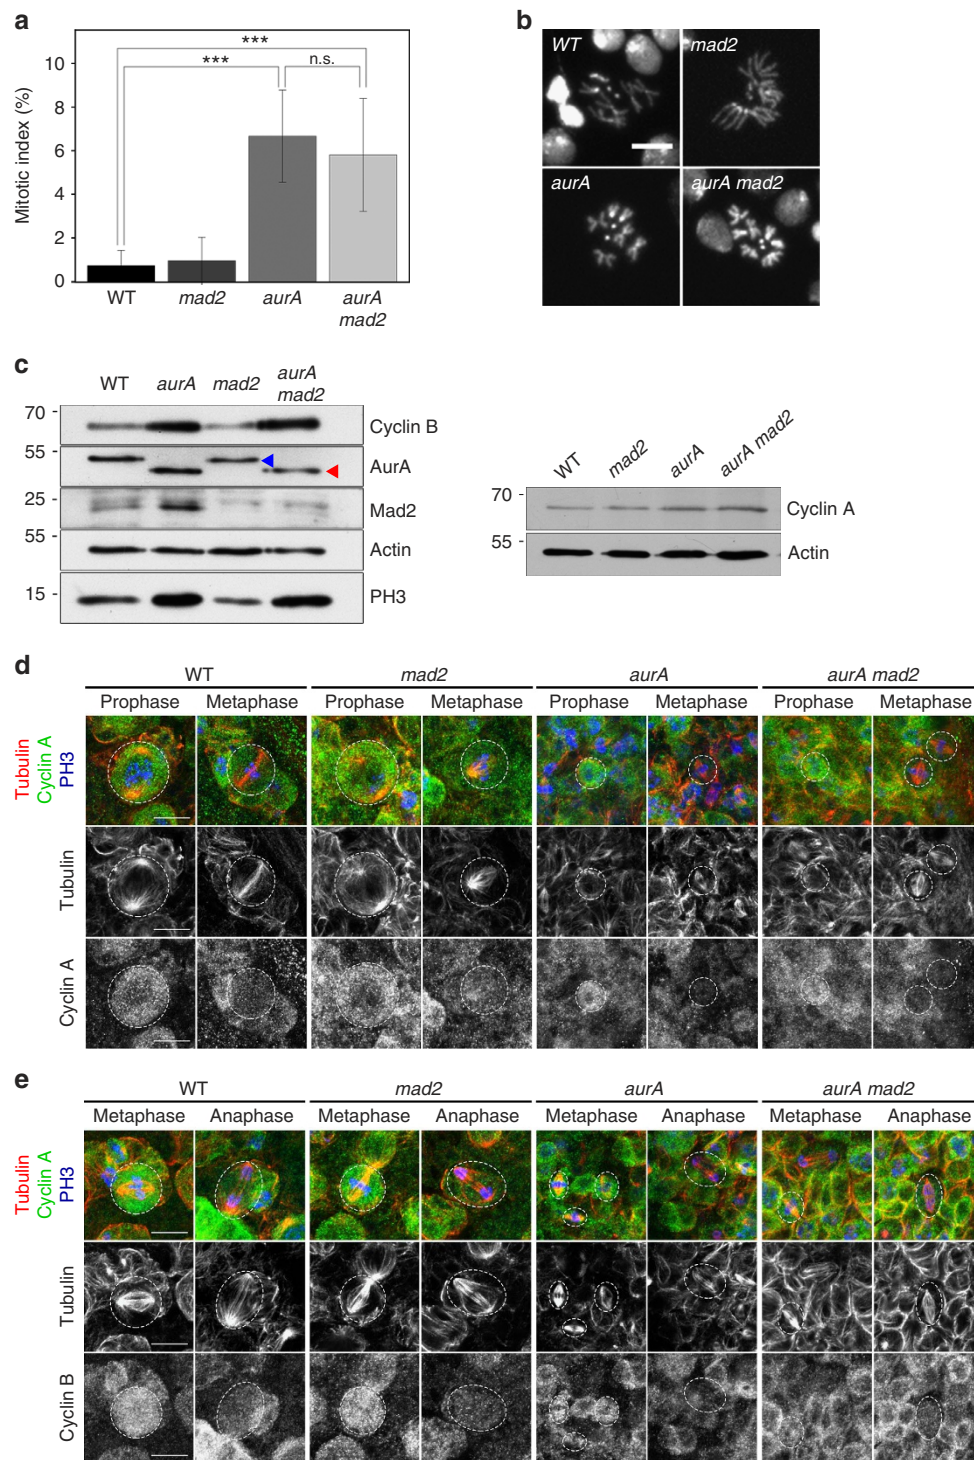 a
Mitotic index (%)
10
8
6
4
2
0
***
***
n.s.
WT
mad2
aurA
aurA
mad2
b
WT
mad2
aurA
aurA mad2
c
WT
aurA
mad2
aurA
mad2
70 -
Cyclin B
55
AurA
25 -
Mad2
55
Actin
15 -
PH3
WT
mad2
aurA
aurA mad2
70 -
Cyclin A
55 -
Actin
d
WT
mad2
aurA
aurA mad2
Prophase Metaphase Prophase Metaphase Prophase Metaphase Prophase Metaphase
Tubulin
Cyclin A
PH3
Tubulin
Cyclin A
e
WT
mad2
aurA
aurA mad2
Metaphase Anaphase Metaphase Anaphase Metaphase Anaphase Metaphase Anaphase
Tubulin
Cyclin A
PH3
Tubulin
Cyclin B